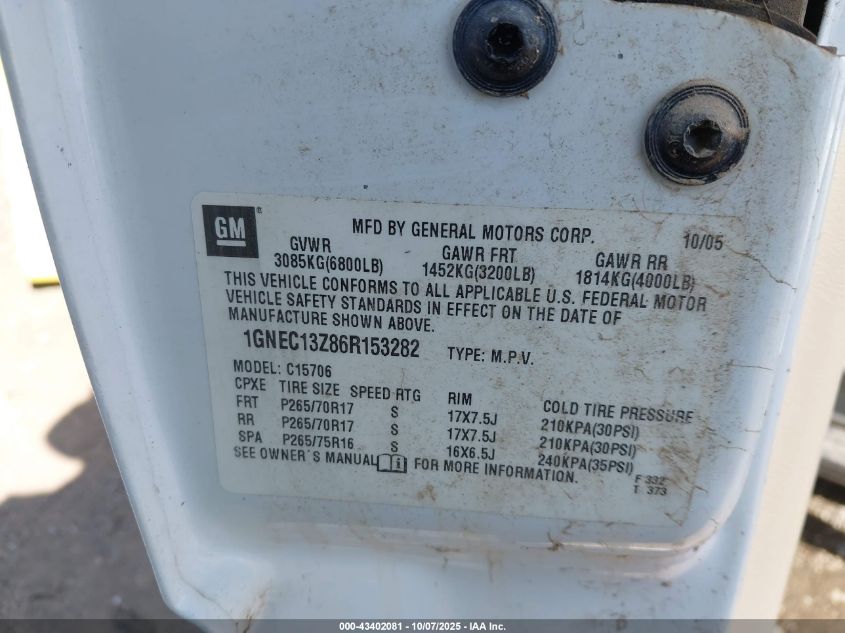 GM ®
MFD BY GENERAL MOTORS CORP. 10/05
GVWR GAWR FRT GAWR RR
3085KG(6800LB) 1452KG(3200LB) 1814KG(4000LB)
THIS VEHICLE CONFORMS TO ALL APPLICABLE U.S. FEDERAL MOTOR
VEHICLE SAFETY STANDARDS IN EFFECT ON THE DATE OF
MANUFACTURE SHOWN ABOVE.
1GNEC13Z86R153282 TYPE: M.P.V.
MODEL: C15706
CPXE TIRE SIZE SPEED RTG RIM COLD TIRE PRESSURE
FRT P265/70R17 S 17X7.5J 210KPA(30PSI)
RR P265/70R17 S 17X7.5J 210KPA(30PSI)
SPA P265/75R16 S 16X6.5J 240KPA(35PSI)
SEE OWNER'S MANUAL FOR MORE INFORMATION.
F 332
T 373
000-43402081 - 10/07/2025 - IAA Inc.